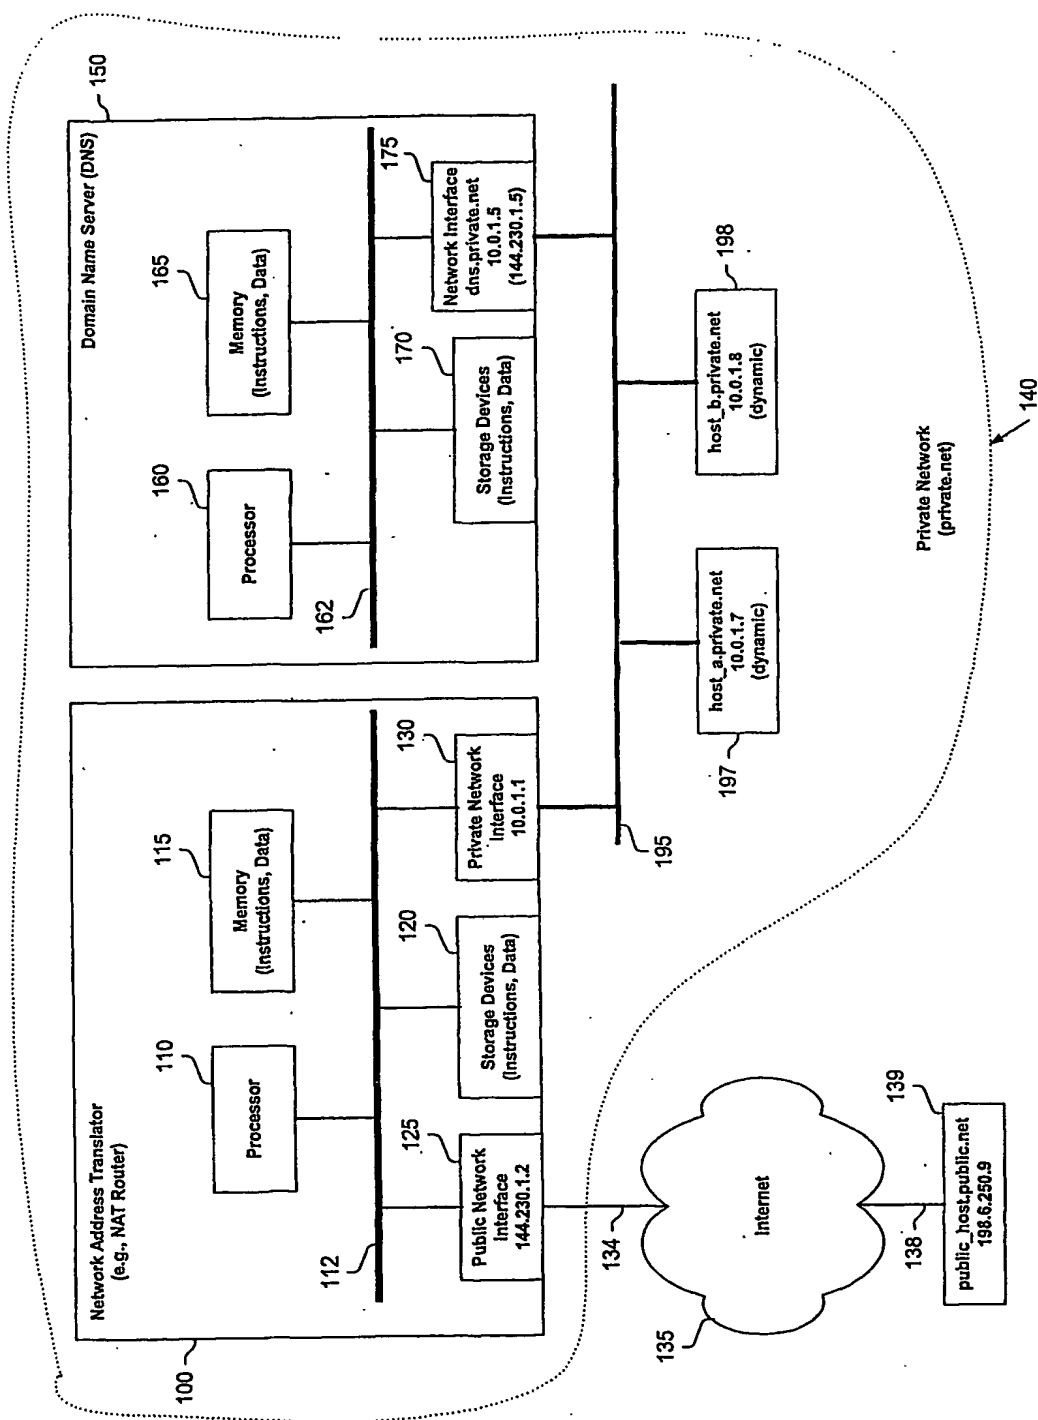 Network Address Translator
(e.g., NAT Router)
100
Processor
110
Memory
(Instructions, Data)
115
112
Public Network
Interface
144.230.1.2
125
Storage Devices
(Instructions, Data)
120
Private Network
Interface
10.0.1.1
130
Domain Name Server (DNS)
150
Processor
160
Memory
(Instructions, Data)
165
162
Storage Devices
(Instructions, Data)
170
Network Interface
dns.private.net
10.0.1.5
(144.230.1.5)
175
134
Internet
135
138
public_host.public.net
198.6.250.9
139
195
host_a.private.net
10.0.1.7
(dynamic)
197
host_b.private.net
10.0.1.8
(dynamic)
198
Private Network
(private.net)
140